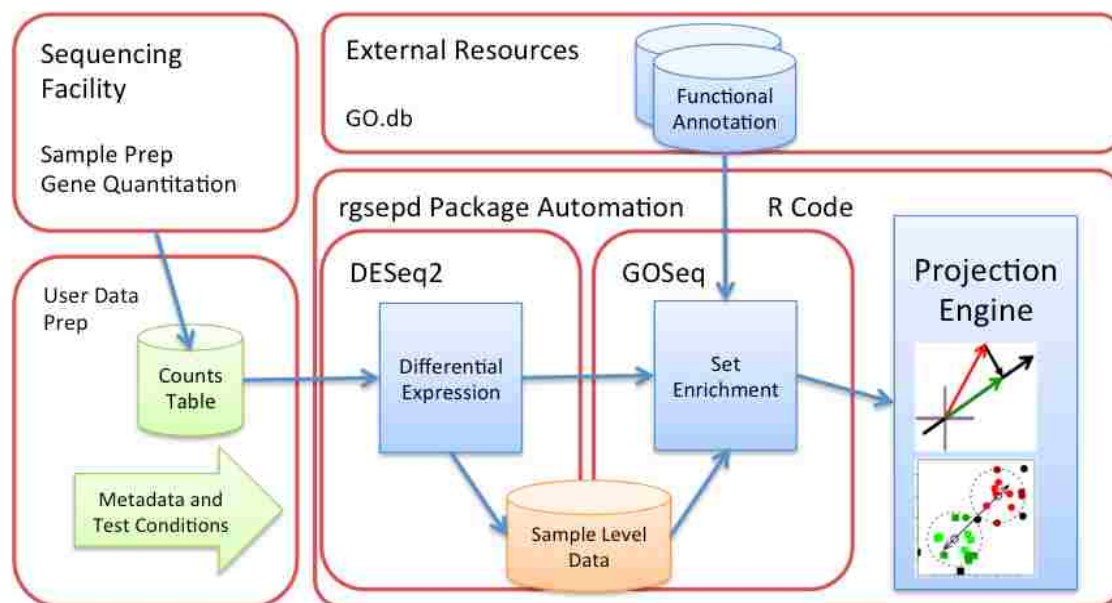 Sequencing
Facility
Sample Prep
Gene Quantitation
External Resources
GO.db
Functional
Annotation
rgsepd Package Automation
R Code
User Data
Prep
Counts
Table
Metadata and
Test Conditions
DESeq2
Differential
Expression
GOSeq
Set
Enrichment
Sample Level
Data
Projection
Engine